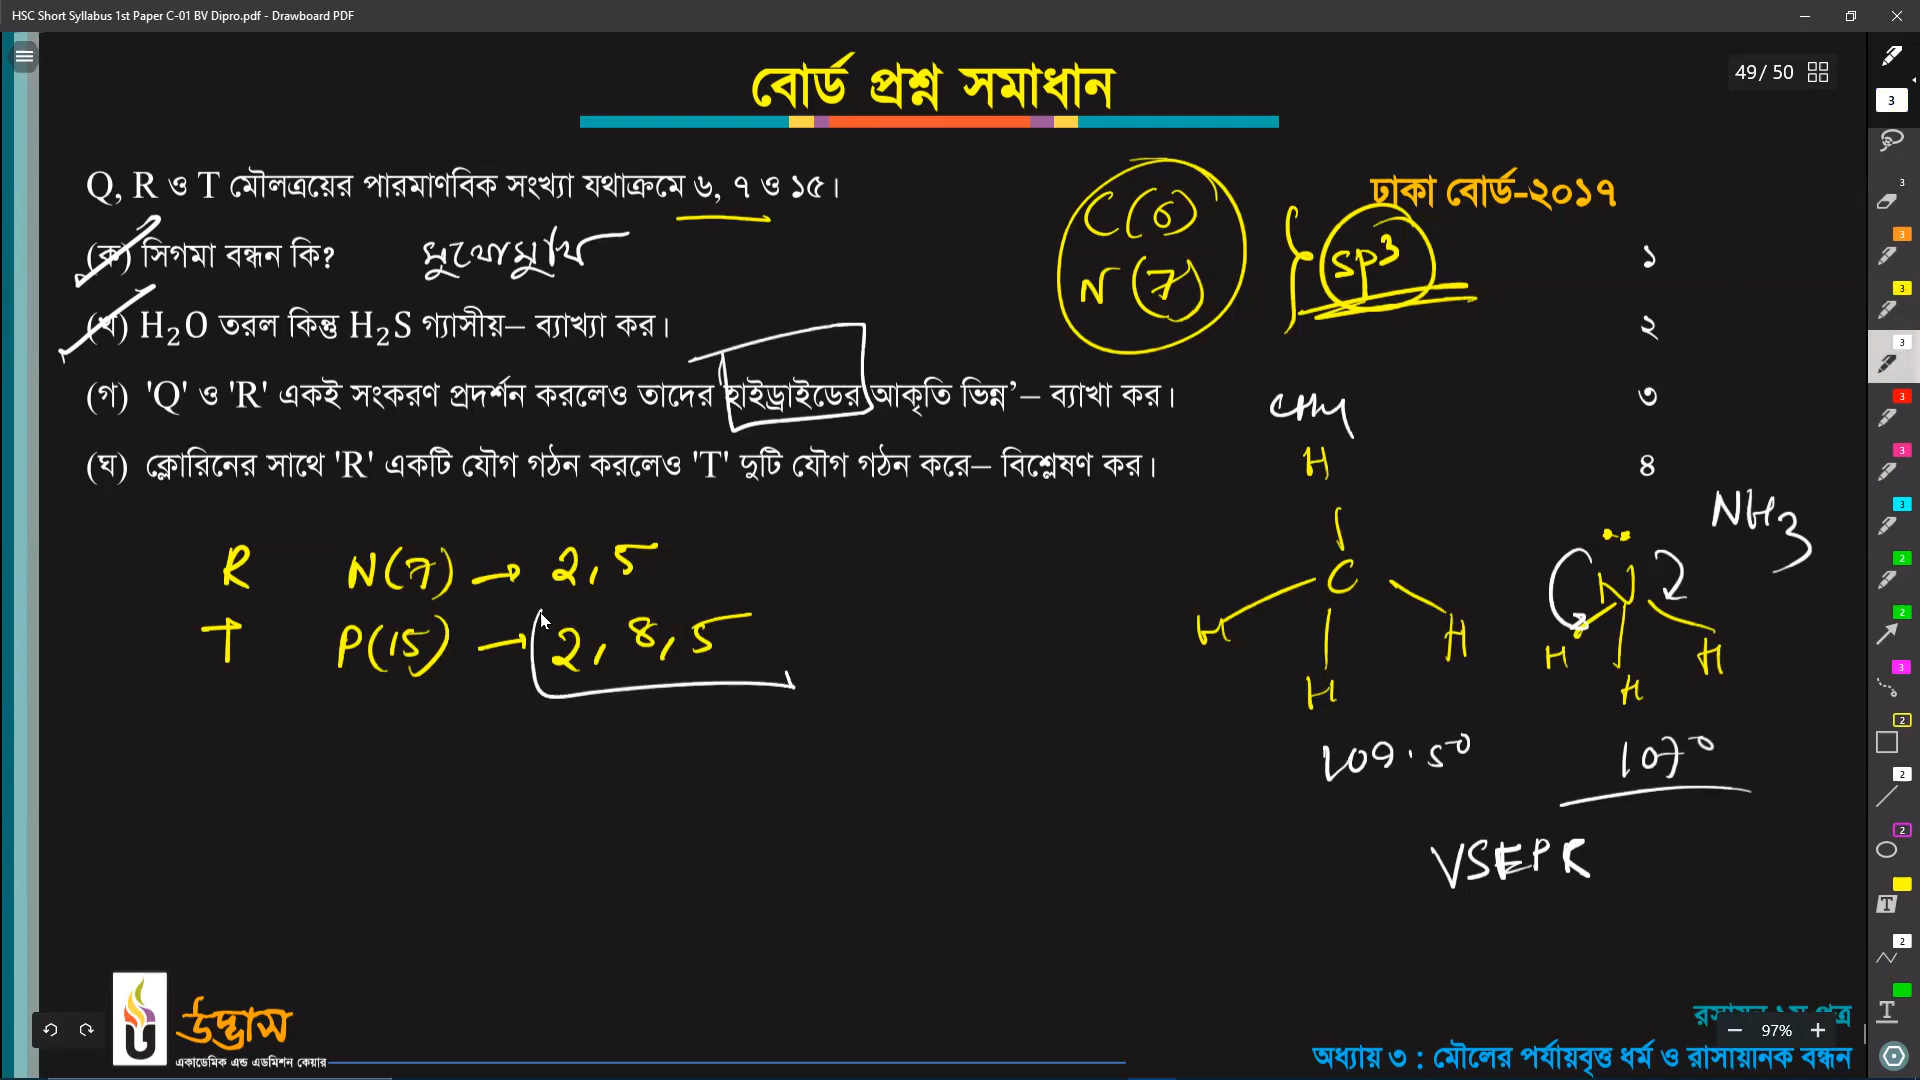 HSC Short Syllabus 1st Paper C-01 BV Dipro.pdf - Drawboard PDF
বোর্ড প্রশ্ন সমাধান
49/ 50
Q, R ও T মৌলত্রয়ের পারমাণবিক সংখ্যা যথাক্রমে ৬, ৭ ও ১৫।
ঢাকা বোর্ড-২০১৭
C (6)
N (7)
sp³
(ক) সিগমা বন্ধন কি? মুখোমুখি ১
(খ) H₂O তরল কিন্তু H₂S গ্যাসীয়– ব্যাখ্যা কর। ২
(গ) 'Q' ও 'R' একই সংকরণ প্রদর্শন করলেও তাদের 'হাইড্রাইডের আকৃতি ভিন্ন’– ব্যাখা কর। ৩
(ঘ) ক্লোরিনের সাথে 'R' একটি যৌগ গঠন করলেও 'T' দুটি যৌগ গঠন করে– বিশ্লেষণ কর। ৪
R N(7) → 2, 5
T P(15) → 2, 8, 5
CH4
H
C
H H
H
109.5⁰
NH3
N
H H
H
107⁰
VSEPR
উদ্ভাস
একাডেমিক এন্ড এডমিশন কেয়ার
97%
অধ্যায় ৩ : মৌলের পর্যায়বৃত্ত ধর্ম ও রাসায়নিক বন্ধন